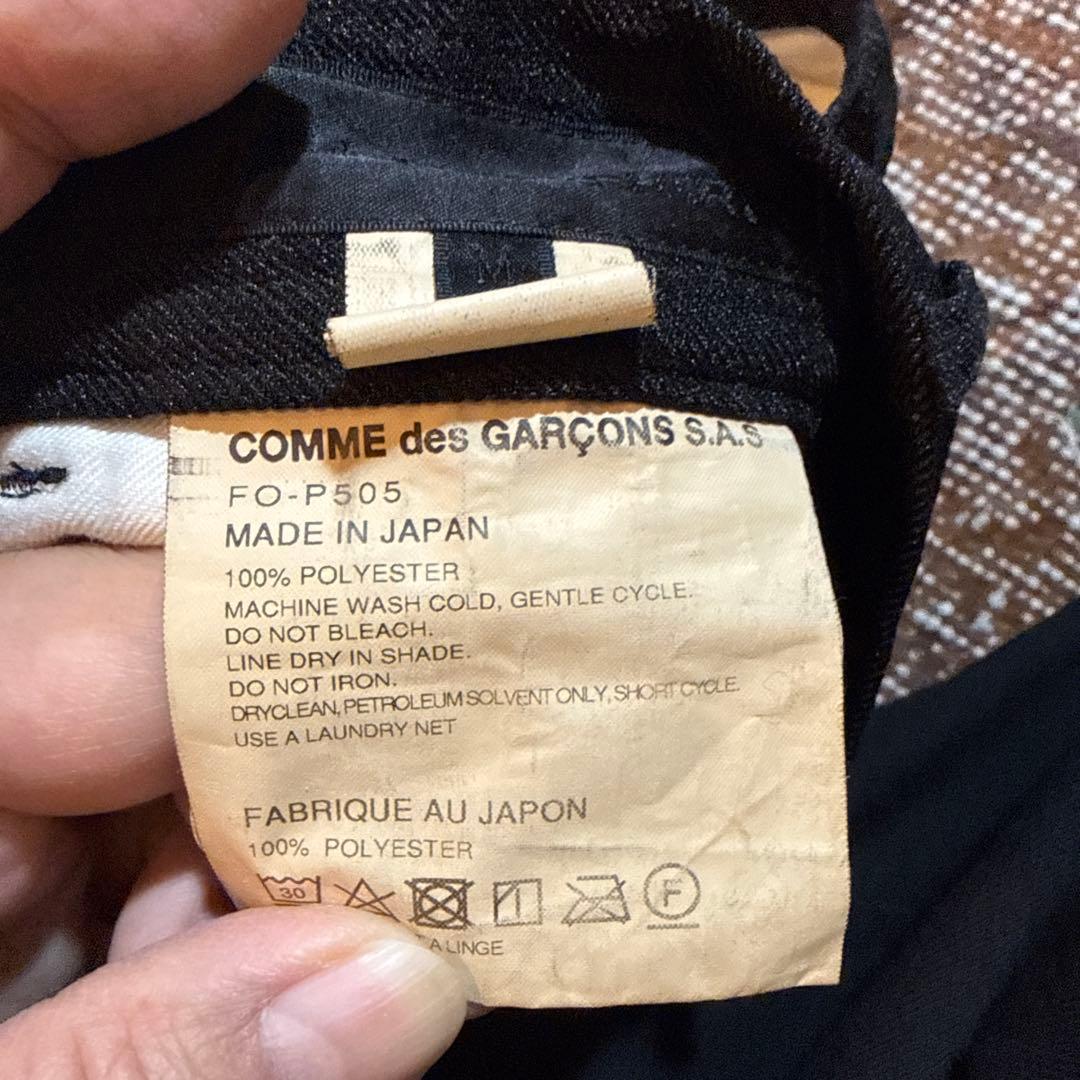 M
COMME des GARÇONS S.A.S
FO-P505
MADE IN JAPAN
100% POLYESTER
MACHINE WASH COLD, GENTLE CYCLE.
DO NOT BLEACH.
LINE DRY IN SHADE.
DO NOT IRON.
DRYCLEAN, PETROLEUM SOLVENT ONLY, SHORT CYCLE.
USE A LAUNDRY NET
FABRIQUE AU JAPON
100% POLYESTER
30 F
A LINGE